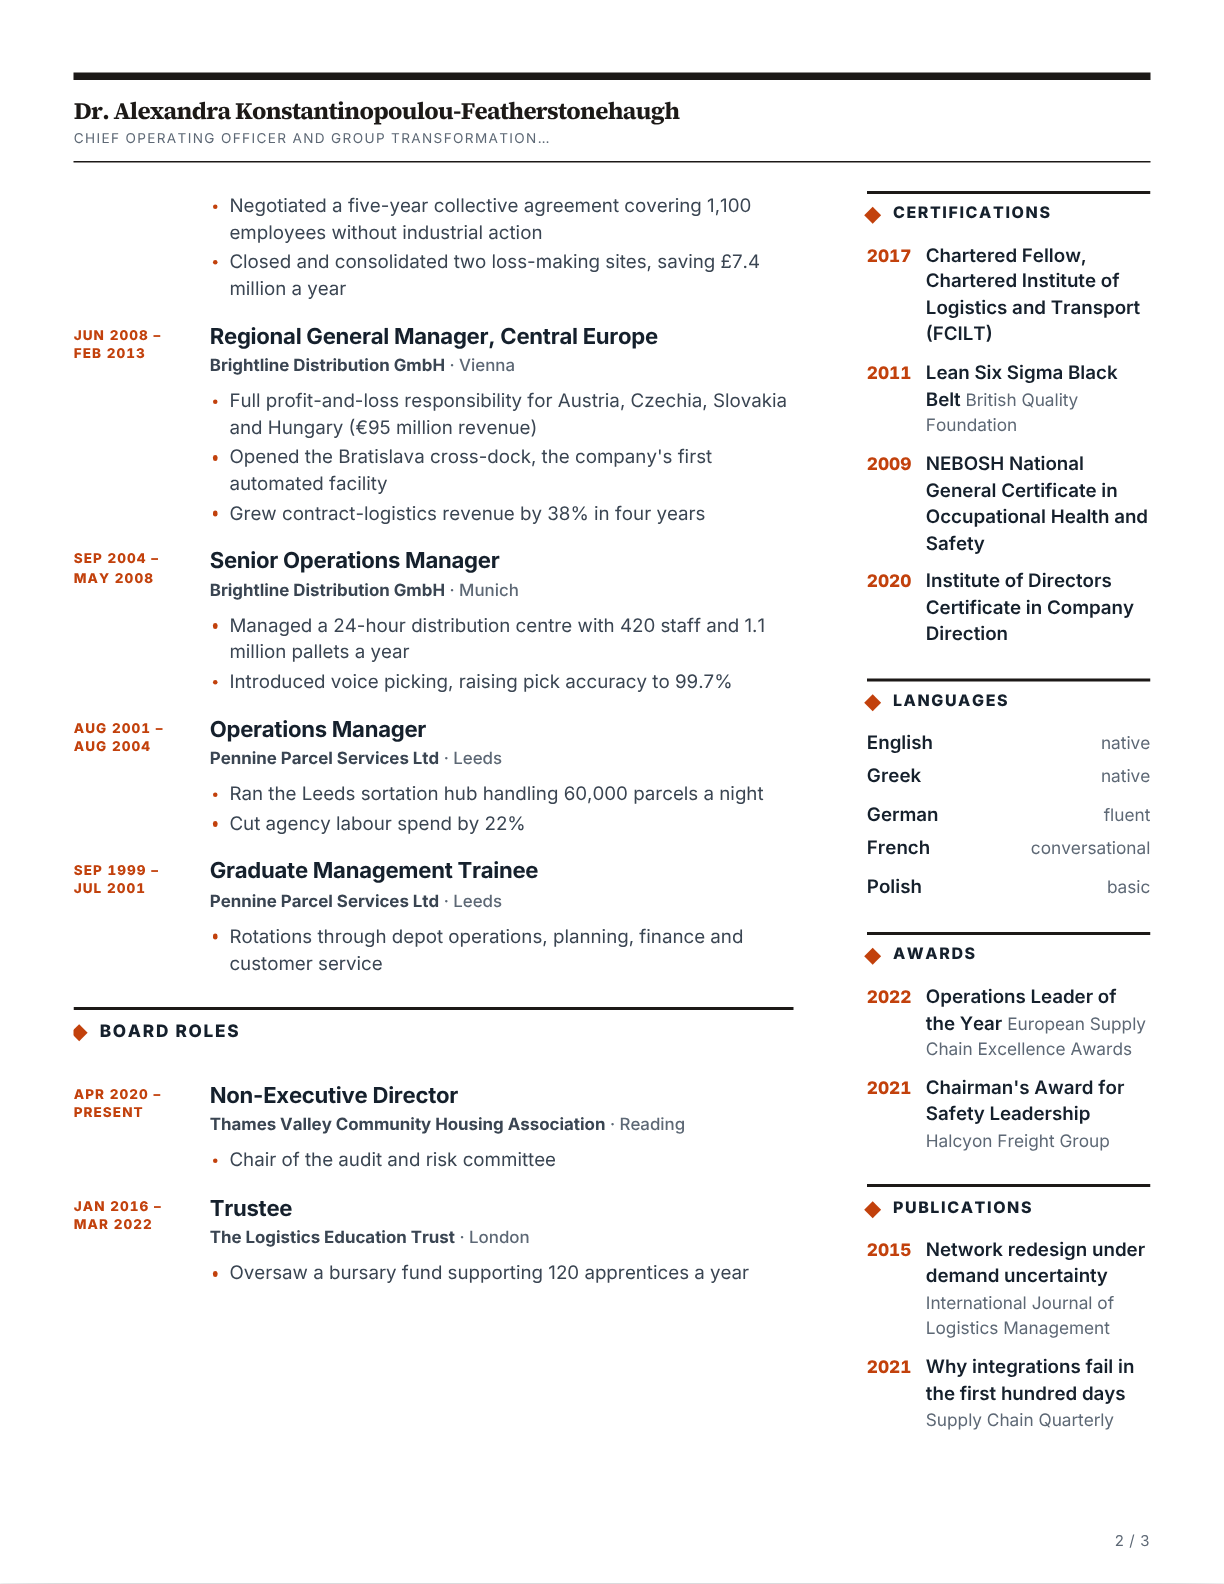 Dr. Alexandra Konstantinopoulou-Featherstonehaugh
CHIEF OPERATING OFFICER AND GROUP TRANSFORMATION…
• Negotiated a five-year collective agreement covering 1,100
employees without industrial action
• Closed and consolidated two loss-making sites, saving £7.4
million a year
JUN 2008 –
FEB 2013
Regional General Manager, Central Europe
Brightline Distribution GmbH · Vienna
• Full profit-and-loss responsibility for Austria, Czechia, Slovakia
and Hungary (€95 million revenue)
• Opened the Bratislava cross-dock, the company's first
automated facility
• Grew contract-logistics revenue by 38% in four years
SEP 2004 –
MAY 2008
Senior Operations Manager
Brightline Distribution GmbH · Munich
• Managed a 24-hour distribution centre with 420 staff and 1.1
million pallets a year
• Introduced voice picking, raising pick accuracy to 99.7%
AUG 2001 –
AUG 2004
Operations Manager
Pennine Parcel Services Ltd · Leeds
• Ran the Leeds sortation hub handling 60,000 parcels a night
• Cut agency labour spend by 22%
SEP 1999 –
JUL 2001
Graduate Management Trainee
Pennine Parcel Services Ltd · Leeds
• Rotations through depot operations, planning, finance and
customer service
BOARD ROLES
APR 2020 –
PRESENT
Non-Executive Director
Thames Valley Community Housing Association · Reading
• Chair of the audit and risk committee
JAN 2016 –
MAR 2022
Trustee
The Logistics Education Trust · London
• Oversaw a bursary fund supporting 120 apprentices a year
CERTIFICATIONS
2017 Chartered Fellow,
Chartered Institute of
Logistics and Transport
(FCILT)
2011 Lean Six Sigma Black
Belt British Quality
Foundation
2009 NEBOSH National
General Certificate in
Occupational Health and
Safety
2020 Institute of Directors
Certificate in Company
Direction
LANGUAGES
English native
Greek native
German fluent
French conversational
Polish basic
AWARDS
2022 Operations Leader of
the Year European Supply
Chain Excellence Awards
2021 Chairman's Award for
Safety Leadership
Halcyon Freight Group
PUBLICATIONS
2015 Network redesign under
demand uncertainty
International Journal of
Logistics Management
2021 Why integrations fail in
the first hundred days
Supply Chain Quarterly
2 / 3